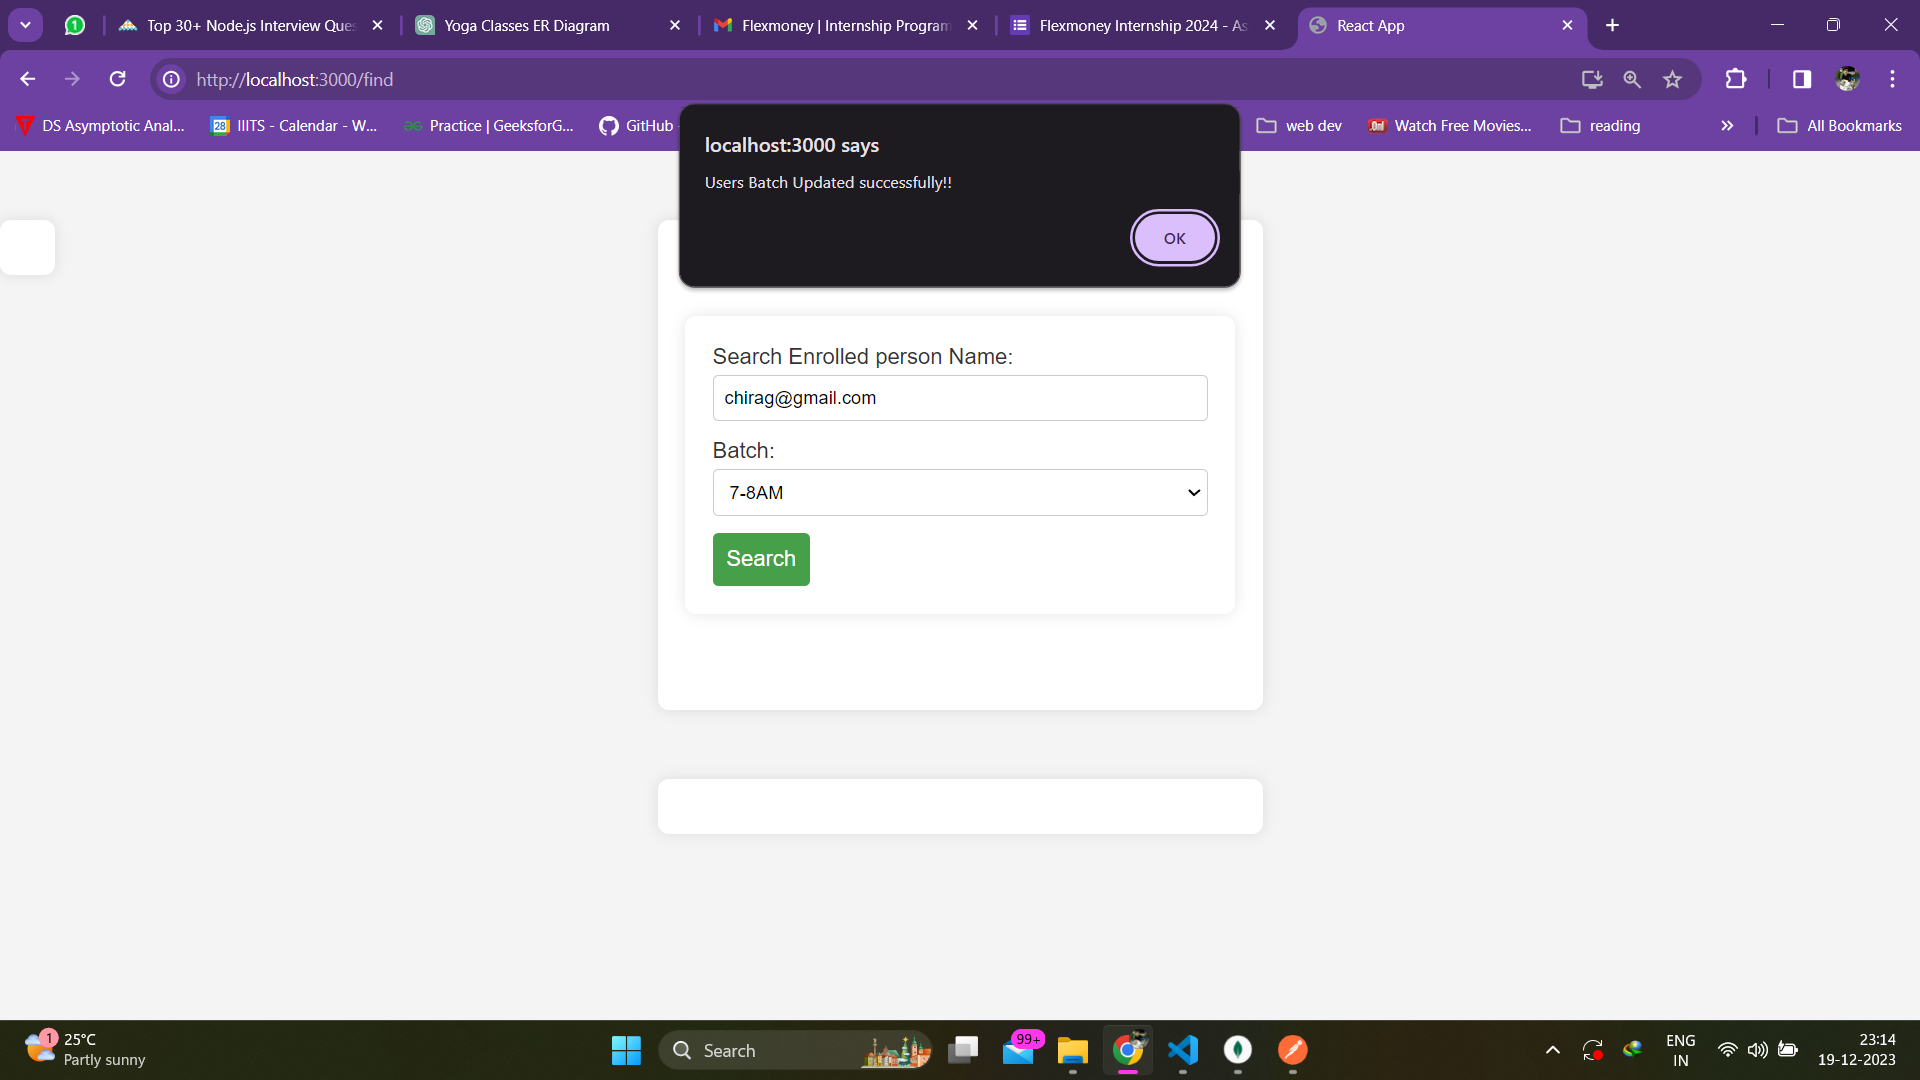 1
Top 30+ Node.js Interview Ques
Yoga Classes ER Diagram
Flexmoney | Internship Program
Flexmoney Internship 2024 - As
React App
http://localhost:3000/find
DS Asymptotic Anal...
28
IIITS - Calendar - W...
Practice | GeeksforG...
GitHub
web dev
Watch Free Movies...
reading
All Bookmarks
localhost:3000 says
Users Batch Updated successfully!!
OK
Search Enrolled person Name:
chirag@gmail.com
Batch:
7-8AM
Search
1
25°C
Partly sunny
Search
99+
ENG
IN
23:14
19-12-2023